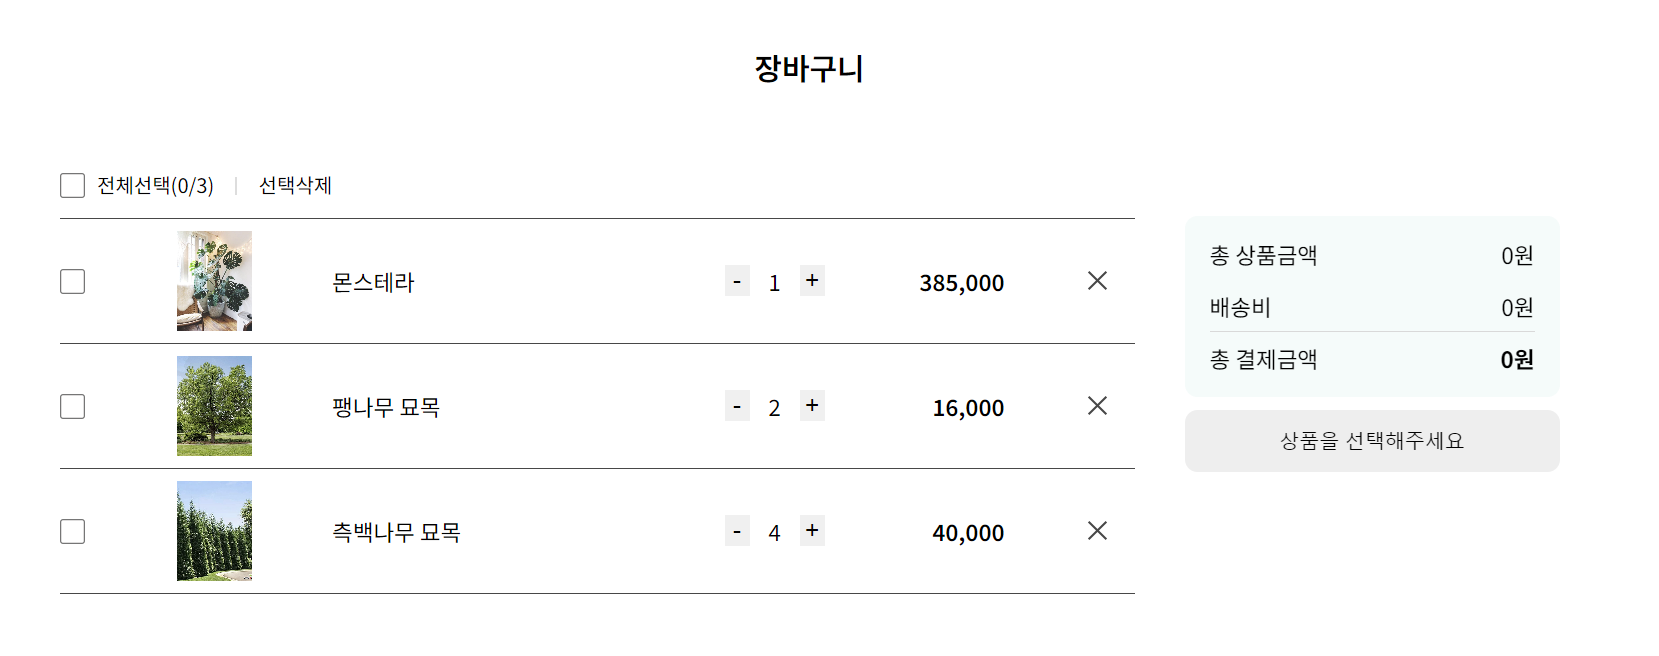 장바구니
전체선택(0/3) | 선택삭제
몬스테라 - 1 + 385,000
팽나무 묘목 - 2 + 16,000
측백나무 묘목 - 4 + 40,000
총 상품금액 0원
배송비 0원
총 결제금액 0원
상품을 선택해주세요